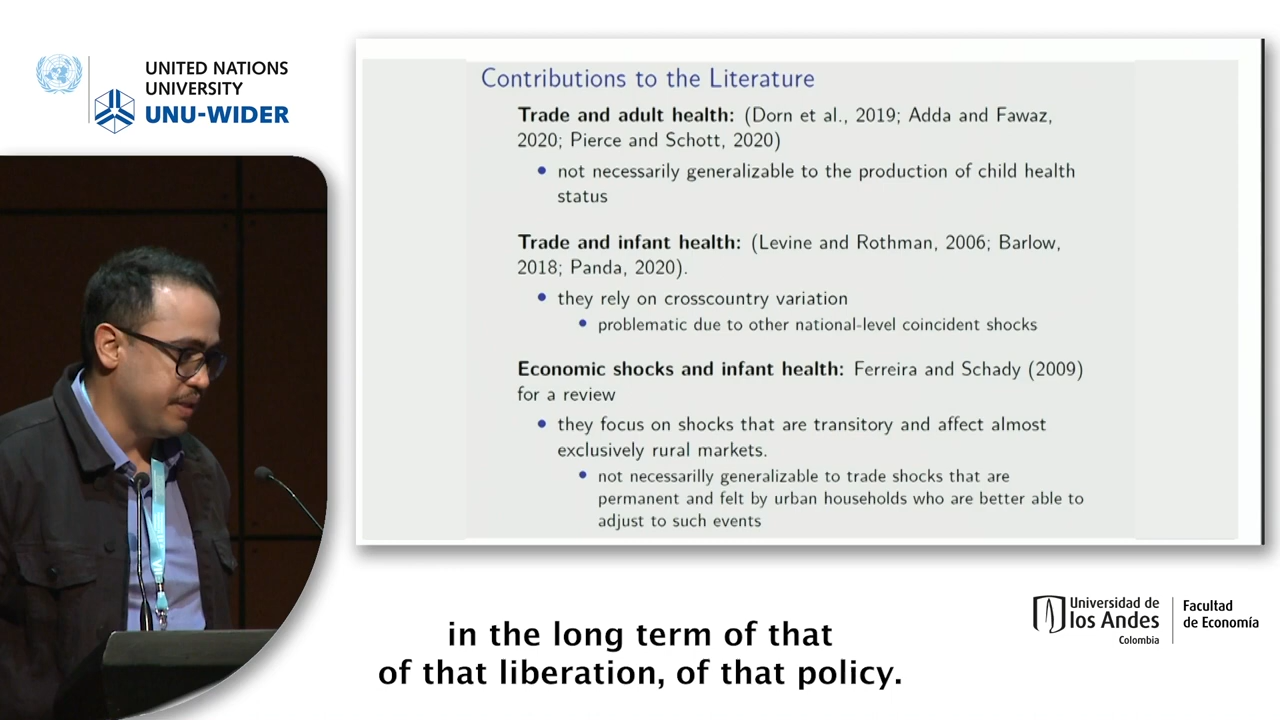 UNITED NATIONS
UNIVERSITY
UNU-WIDER
Contributions to the Literature
Trade and adult health: (Dorn et al., 2019; Adda and Fawaz,
2020; Pierce and Schott, 2020)
• not necessarily generalizable to the production of child health
status
Trade and infant health: (Levine and Rothman, 2006; Barlow,
2018; Panda, 2020).
• they rely on crosscountry variation
• problematic due to other national-level coincident shocks
Economic shocks and infant health: Ferreira and Schady (2009)
for a review
• they focus on shocks that are transitory and affect almost
exclusively rural markets.
• not necessarilly generalizable to trade shocks that are
permanent and felt by urban households who are better able to
adjust to such events
Universidad de
los Andes
Colombia
Facultad
de Economía
in the long term of that
of that liberation, of that policy.